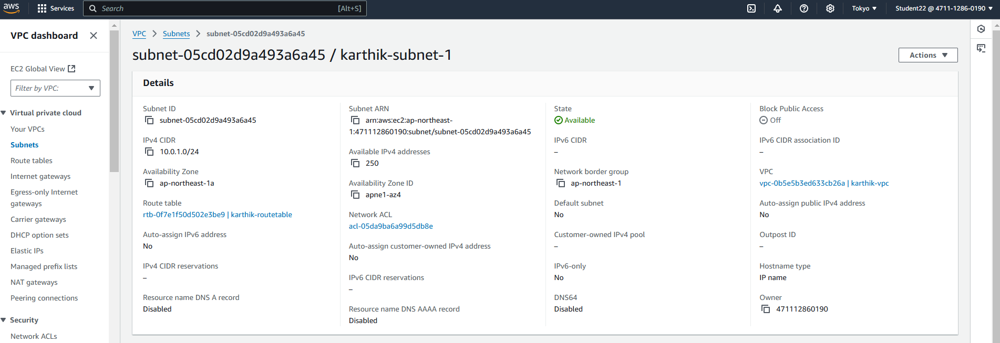 aws
Services
Search
[Alt+S]
Tokyo
Student22 @ 4711-1286-0190
VPC dashboard
EC2 Global View
Filter by VPC:
Virtual private cloud
Your VPCs
Subnets
Route tables
Internet gateways
Egress-only Internet
gateways
Carrier gateways
DHCP option sets
Elastic IPs
Managed prefix lists
NAT gateways
Peering connections
Security
Network ACLs
VPC
Subnets
subnet-05cd02d9a493a6a45
subnet-05cd02d9a493a6a45 / karthik-subnet-1
Actions
Details
Subnet ID
subnet-05cd02d9a493a6a45
IPv4 CIDR
10.0.1.0/24
Availability Zone
ap-northeast-1a
Route table
rtb-0f7e1f50d502e3be9 | karthik-routetable
Auto-assign IPv6 address
No
IPv4 CIDR reservations
–
Resource name DNS A record
Disabled
Subnet ARN
arn:aws:ec2:ap-northeast-
1:471112860190:subnet/subnet-05cd02d9a493a6a45
Available IPv4 addresses
250
Availability Zone ID
apne1-az4
Network ACL
acl-05da9ba6a99d5db8e
Auto-assign customer-owned IPv4 address
No
IPv6 CIDR reservations
–
Resource name DNS AAAA record
Disabled
State
Available
IPv6 CIDR
–
Network border group
ap-northeast-1
Default subnet
No
Customer-owned IPv4 pool
–
IPv6-only
No
DNS64
Disabled
Block Public Access
Off
IPv6 CIDR association ID
–
VPC
vpc-0b5e5b3ed633cb26a | karthik-vpc
Auto-assign public IPv4 address
No
Outpost ID
–
Hostname type
IP name
Owner
471112860190